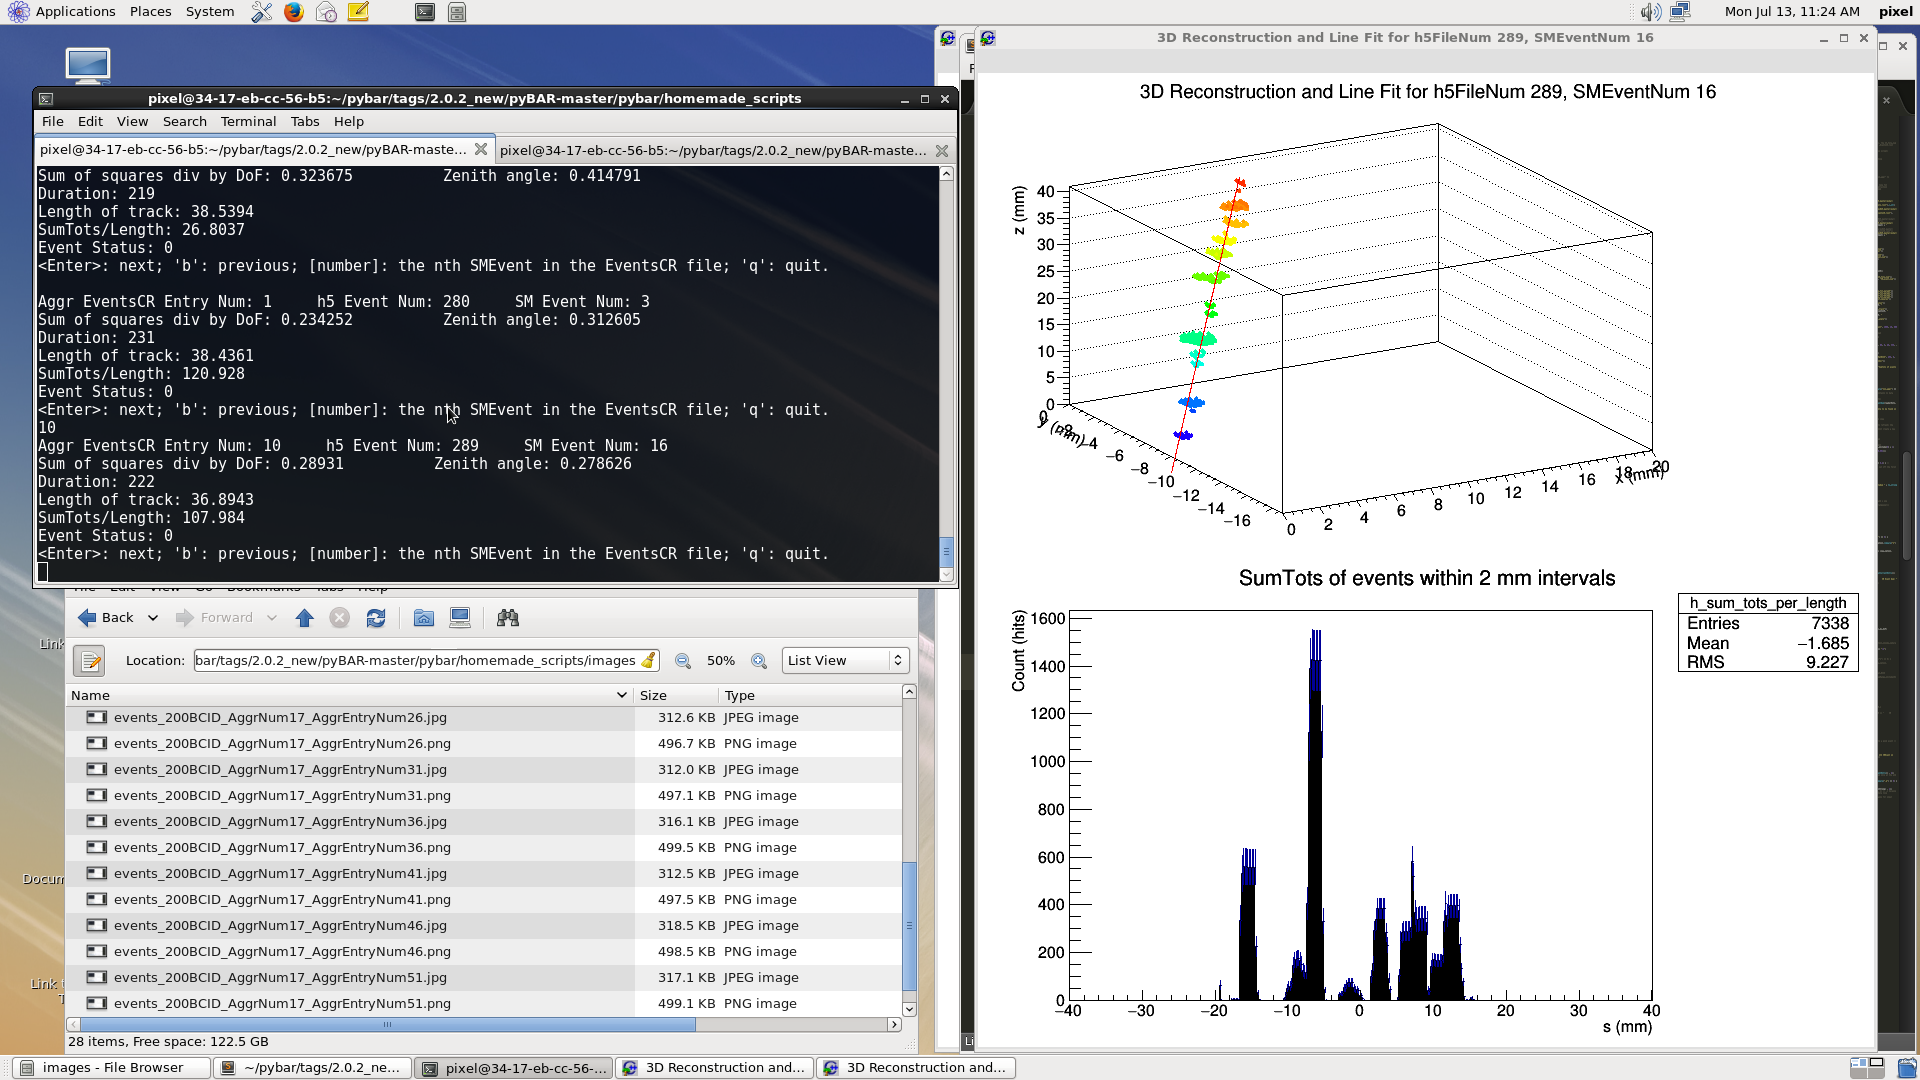 Applications Places System
Mon Jul 13, 11:24 AM pixel
pixel@34-17-eb-cc-56-b5:~/pybar/tags/2.0.2_new/pyBAR-master/pybar/homemade_scripts
File Edit View Search Terminal Tabs Help
pixel@34-17-eb-cc-56-b5:~/pybar/tags/2.0.2_new/pyBAR-maste...
pixel@34-17-eb-cc-56-b5:~/pybar/tags/2.0.2_new/pyBAR-maste...
Sum of squares div by DoF: 0.323675 Zenith angle: 0.414791
Duration: 219
Length of track: 38.5394
SumTots/Length: 26.8037
Event Status: 0
<Enter>: next; 'b': previous; [number]: the nth SMEvent in the EventsCR file; 'q': quit.
Aggr EventsCR Entry Num: 1 h5 Event Num: 280 SM Event Num: 3
Sum of squares div by DoF: 0.234252 Zenith angle: 0.312605
Duration: 231
Length of track: 38.4361
SumTots/Length: 120.928
Event Status: 0
<Enter>: next; 'b': previous; [number]: the nth SMEvent in the EventsCR file; 'q': quit.
10
Aggr EventsCR Entry Num: 10 h5 Event Num: 289 SM Event Num: 16
Sum of squares div by DoF: 0.28931 Zenith angle: 0.278626
Duration: 222
Length of track: 36.8943
SumTots/Length: 107.984
Event Status: 0
<Enter>: next; 'b': previous; [number]: the nth SMEvent in the EventsCR file; 'q': quit.
Back Forward
Location: bar/tags/2.0.2_new/pyBAR-master/pybar/homemade_scripts/images 50% List View
Name Size Type
events_200BCID_AggrNum17_AggrEntryNum26.jpg 312.6 KB JPEG image
events_200BCID_AggrNum17_AggrEntryNum26.png 496.7 KB PNG image
events_200BCID_AggrNum17_AggrEntryNum31.jpg 312.0 KB JPEG image
events_200BCID_AggrNum17_AggrEntryNum31.png 497.1 KB PNG image
events_200BCID_AggrNum17_AggrEntryNum36.jpg 316.1 KB JPEG image
events_200BCID_AggrNum17_AggrEntryNum36.png 499.5 KB PNG image
events_200BCID_AggrNum17_AggrEntryNum41.jpg 312.5 KB JPEG image
events_200BCID_AggrNum17_AggrEntryNum41.png 497.5 KB PNG image
events_200BCID_AggrNum17_AggrEntryNum46.jpg 318.5 KB JPEG image
events_200BCID_AggrNum17_AggrEntryNum46.png 498.5 KB PNG image
events_200BCID_AggrNum17_AggrEntryNum51.jpg 317.1 KB JPEG image
events_200BCID_AggrNum17_AggrEntryNum51.png 499.1 KB PNG image
28 items, Free space: 122.5 GB
Link
Docum
Link t
3D Reconstruction and Line Fit for h5FileNum 289, SMEventNum 16
3D Reconstruction and Line Fit for h5FileNum 289, SMEventNum 16
z (mm)
40
35
30
25
20
15
10
5
0
y (mm)
0 −2 −4 −6 −8 −10 −12 −14 −16
0 2 4 6 8 10 12 14 16 18 20
x (mm)
SumTots of events within 2 mm intervals
h_sum_tots_per_length
Entries 7338
Mean −1.685
RMS 9.227
Count (hits)
1600
1400
1200
1000
800
600
400
200
0
−40 −30 −20 −10 0 10 20 30 40
s (mm)
images - File Browser
~/pybar/tags/2.0.2_ne...
pixel@34-17-eb-cc-56-...
3D Reconstruction and...
3D Reconstruction and...